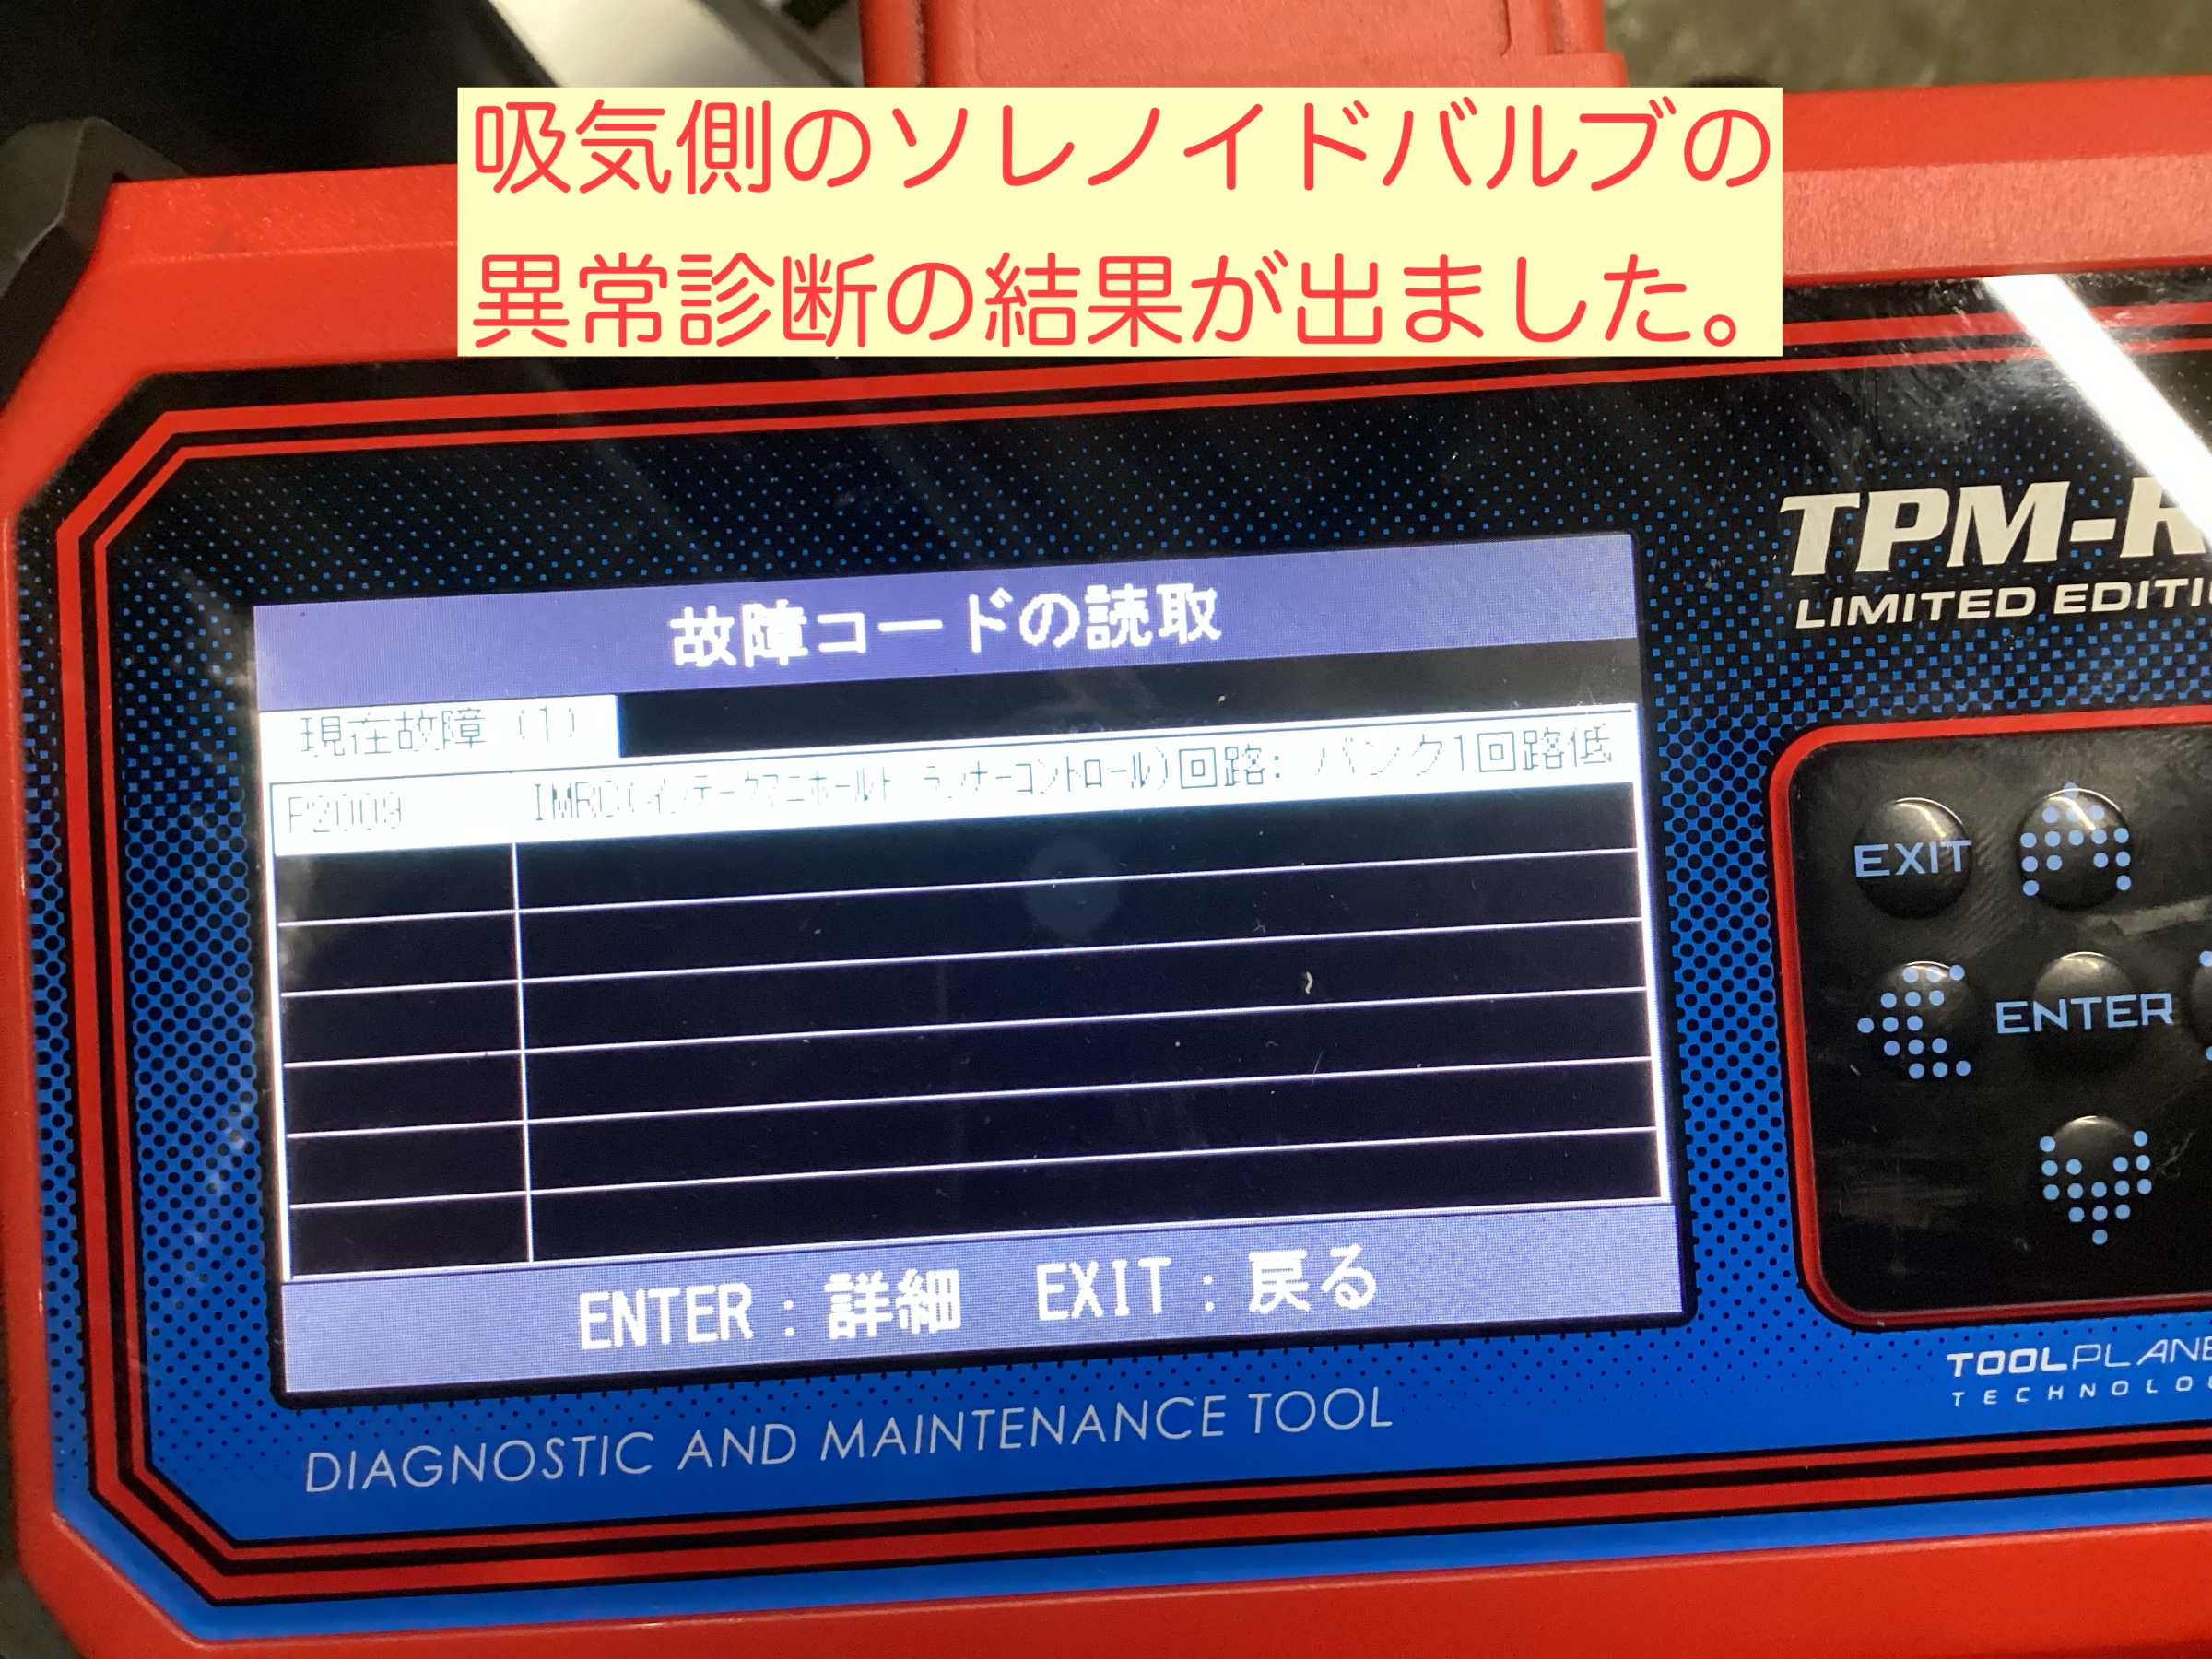 吸気側のソレノイドバルブの
異常診断の結果が出ました。
TPM-R
LIMITED EDITI
故障コードの読取
現在故障 (1)
P2009 IMRC(インテークマニホールド ランナーコントロール)回路: バンク1回路低
EXIT
ENTER
ENTER : 詳細 EXIT : 戻る
TOOLPLANE
TECHNOLO
DIAGNOSTIC AND MAINTENANCE TOOL